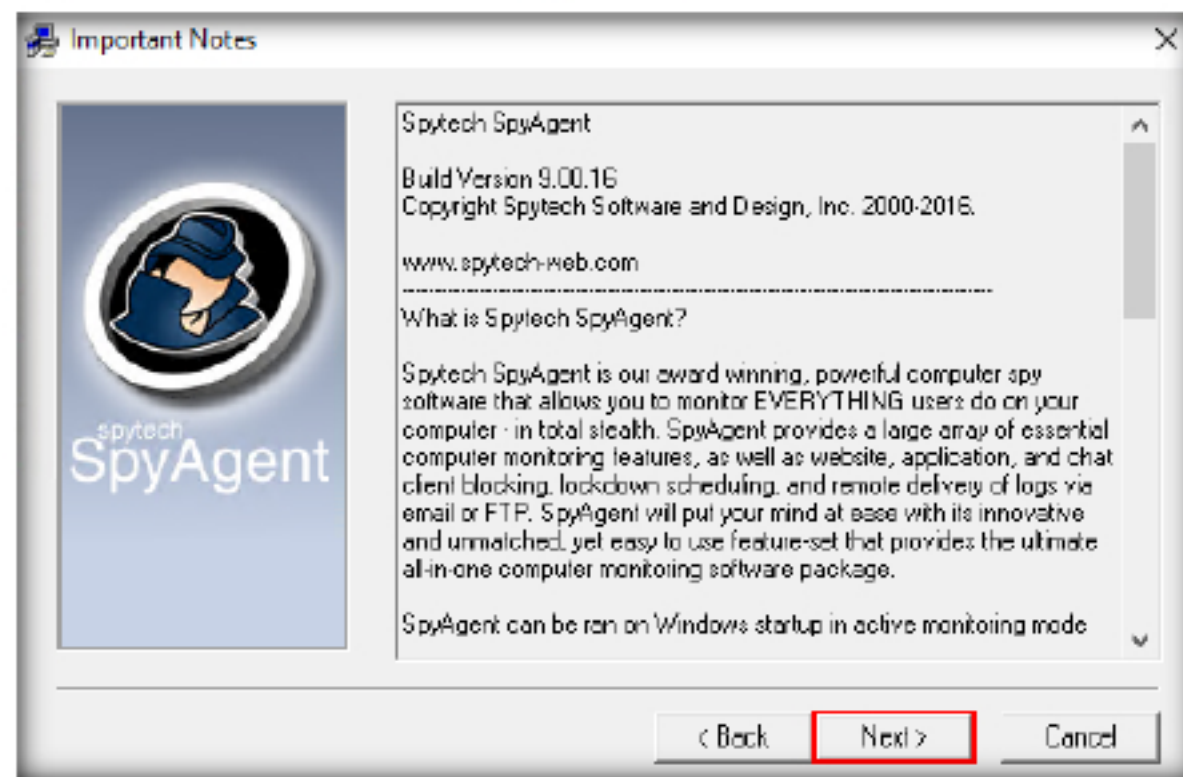 Important Notes
Spytech SpyAgent
Build Version 9.00.16
Copyright Spytech Software and Design, Inc. 2000-2016.
www.spytech-web.com
------------------------------------------------------------------------------------
What is Spytech SpyAgent?
Spytech SpyAgent is our award winning, powerful computer spy
software that allows you to monitor EVERYTHING users do on your
computer - in total stealth. SpyAgent provides a large array of essential
computer monitoring features, as well as website, application, and chat
client blocking, lockdown scheduling, and remote delivery of logs via
email or FTP. SpyAgent will put your mind at ease with its innovative
and unmatched, yet easy to use feature-set that provides the ultimate
all-in-one computer monitoring software package.
SpyAgent can be ran on Windows startup in active monitoring mode
spytech
SpyAgent
< Back
Next >
Cancel